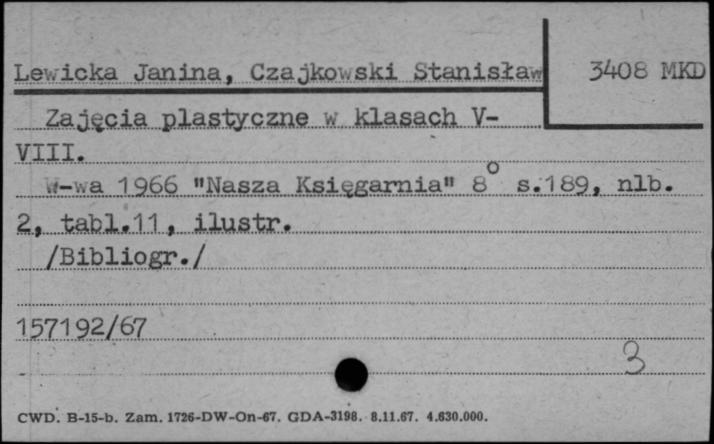 Lewicka Janina, Czajkowski Stanisław
3408 MKD
Zajęcia plastyczne w klasach V-
VIII.
W-wa 1966 "Nasza Księgarnia" 8° s.189, nlb.
2, tabl.11, ilustr.
/Bibliogr./
157192/67
3
CWD. B-15-b. Zam. 1726-DW-On-67. GDA-3198. 8.11.67. 4.630.000.